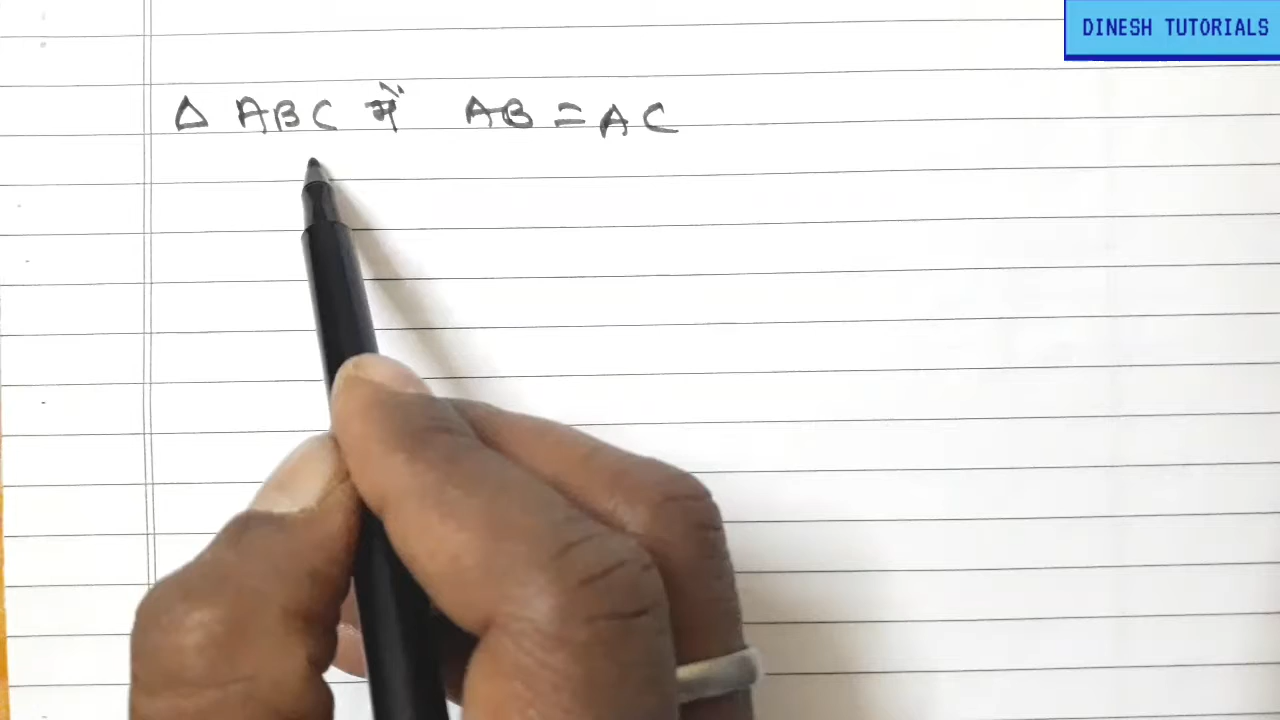 DINESH TUTORIALS
Δ ABC में AB = AC